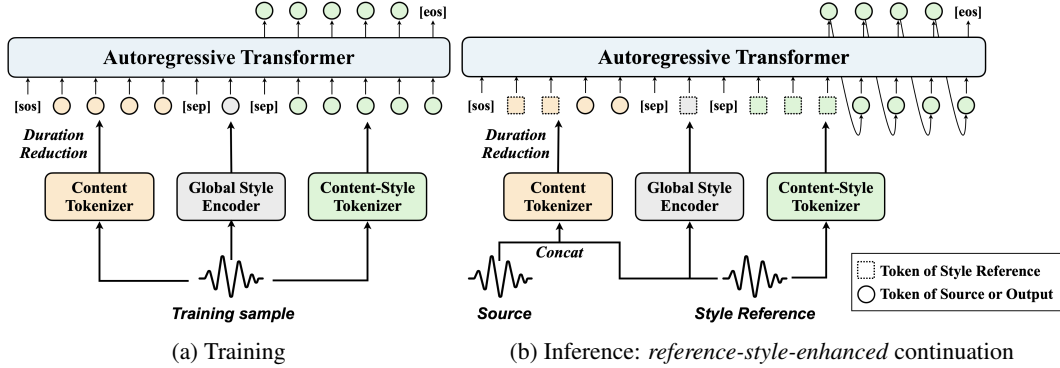 [eos]
Autoregressive Transformer
[sos]
[sep]
[sep]
Duration
Reduction
Content
Tokenizer
Global Style
Encoder
Content-Style
Tokenizer
Training sample
(a) Training
[eos]
Autoregressive Transformer
[sos]
[sep]
[sep]
Duration
Reduction
Content
Tokenizer
Global Style
Encoder
Content-Style
Tokenizer
Concat
Source
Style Reference
Token of Style Reference
Token of Source or Output
(b) Inference: reference-style-enhanced continuation